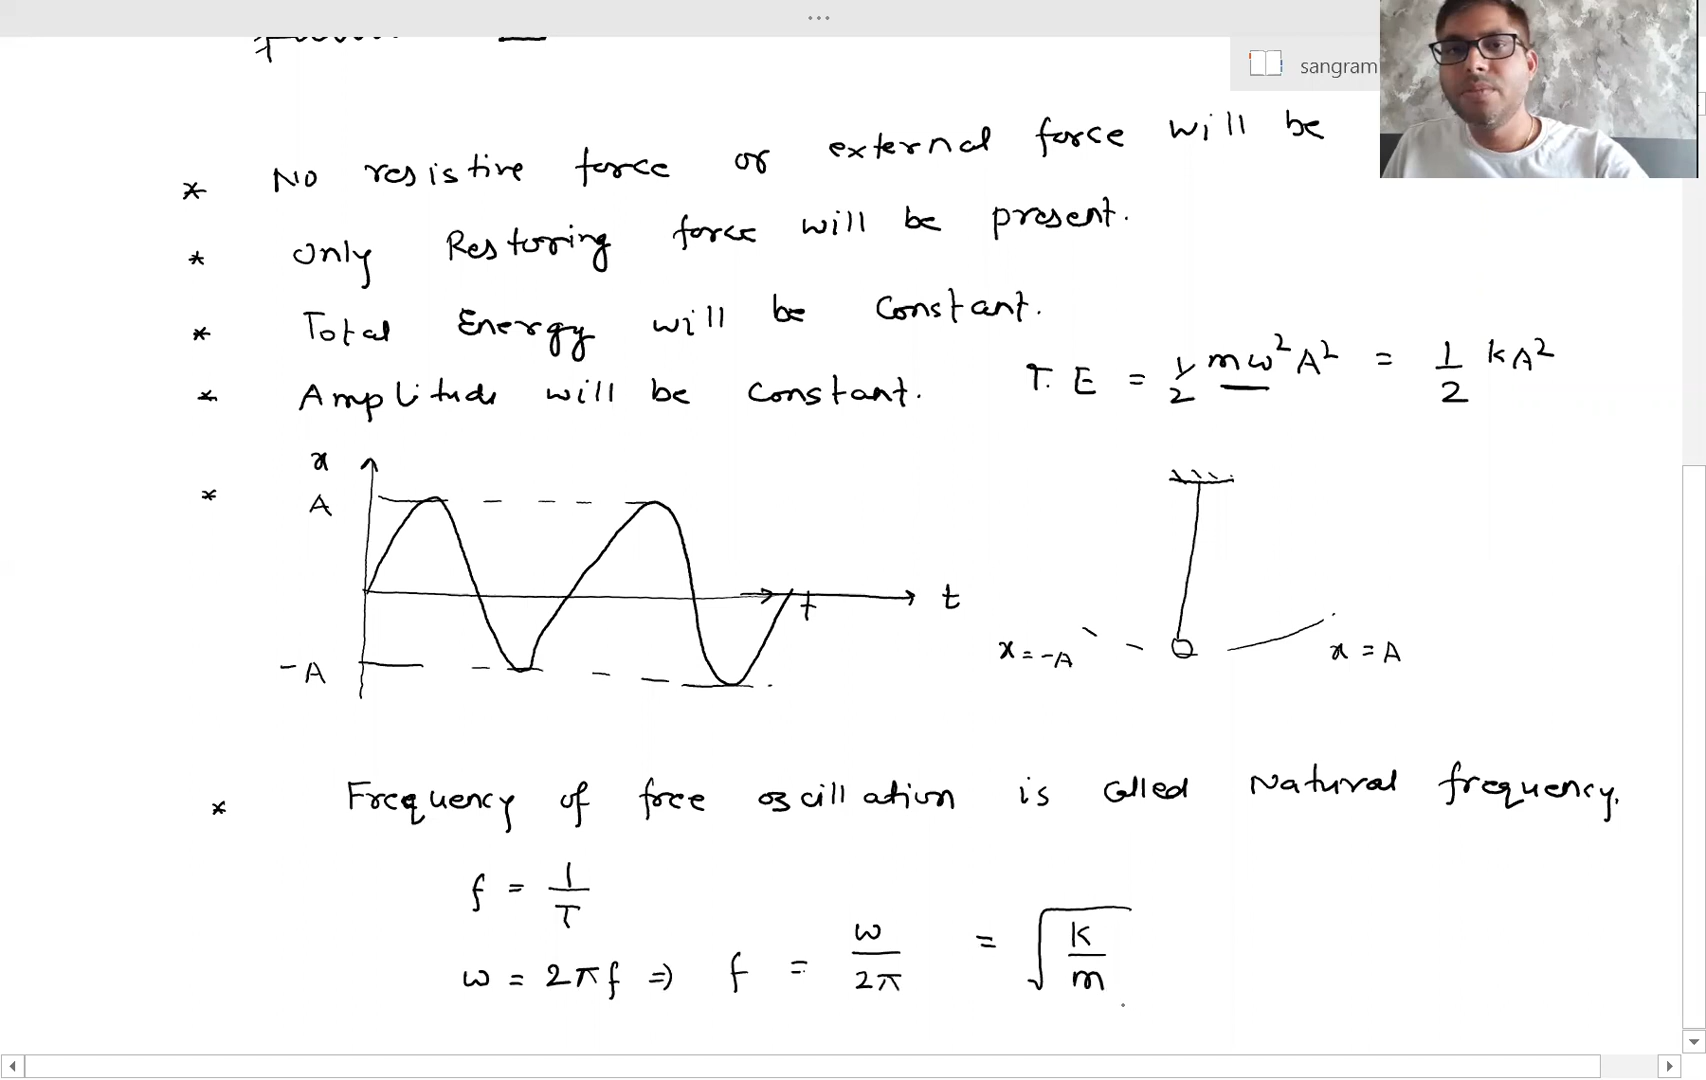 sangram
* No resistive force or external force will be
* Only Restoring force will be present.
* Total Energy will be constant.
* Amplitude will be constant. T. E = 1/2 mω²A² = 1/2 kA²
x
* A
t
t
-A
x = -A
x = A
* Frequency of free oscillation is called Natural frequency.
f = 1/T
ω = 2πf ⇒ f = ω/2π = √(k/m)